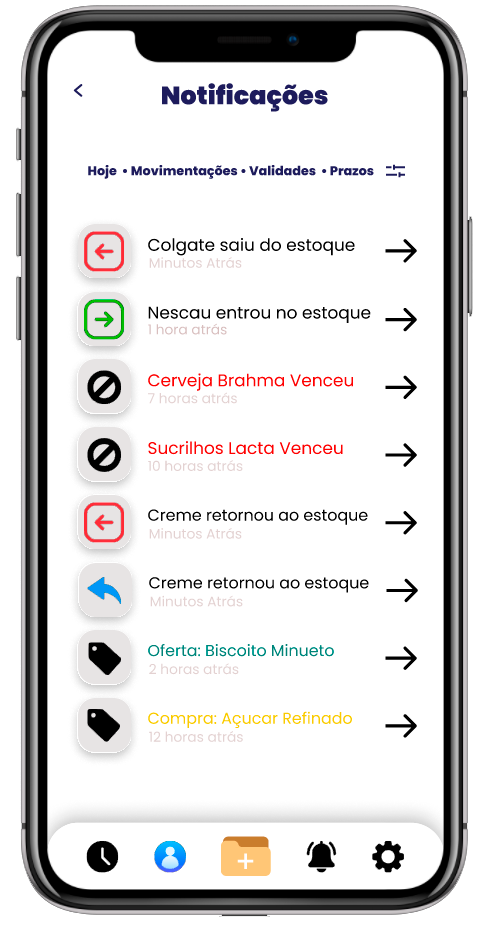 Notificações
Hoje • Movimentações • Validades • Prazos
Colgate saiu do estoque
Minutos Atrás
Nescau entrou no estoque
1 hora atrás
Cerveja Brahma Venceu
7 horas atrás
Sucrilhos Lacta Venceu
10 horas atrás
Creme retornou ao estoque
Minutos Atrás
Creme retornou ao estoque
Minutos Atrás
Oferta: Biscoito Minueto
2 horas atrás
Compra: Açucar Refinado
12 horas atrás